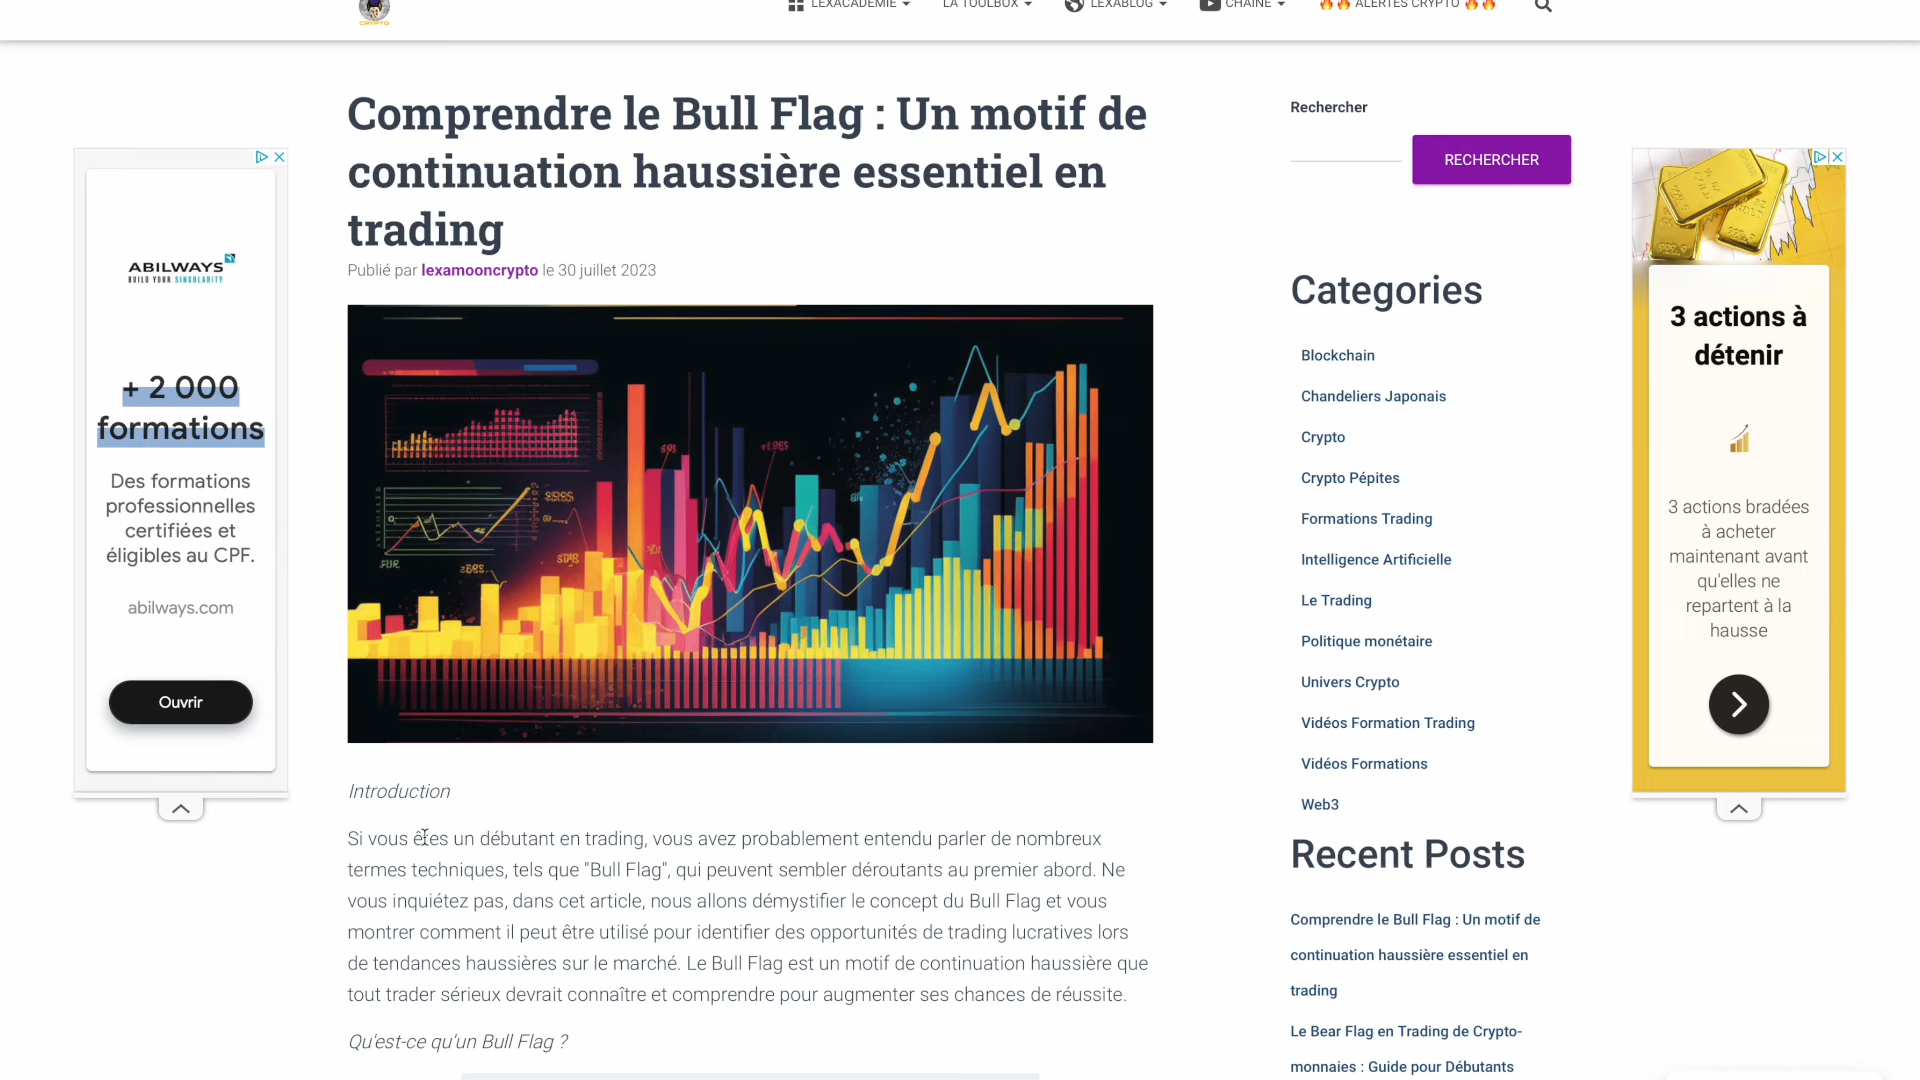 CRYPTO
LEXACADEMIE
LA TOOLBOX
LEXABLOG
CHAINE
🔥🔥 ALERTES CRYPTO 🔥🔥
Comprendre le Bull Flag : Un motif de
continuation haussière essentiel en
trading
Publié par lexamooncrypto le 30 juillet 2023
ABILWAYS
BUILD YOUR SINGULARITY
+ 2 000
formations
Des formations
professionnelles
certifiées et
éligibles au CPF.
abilways.com
Ouvrir
Introduction
Si vous êtes un débutant en trading, vous avez probablement entendu parler de nombreux
termes techniques, tels que "Bull Flag", qui peuvent sembler déroutants au premier abord. Ne
vous inquiétez pas, dans cet article, nous allons démystifier le concept du Bull Flag et vous
montrer comment il peut être utilisé pour identifier des opportunités de trading lucratives lors
de tendances haussières sur le marché. Le Bull Flag est un motif de continuation haussière que
tout trader sérieux devrait connaître et comprendre pour augmenter ses chances de réussite.
Qu'est-ce qu'un Bull Flag ?
Rechercher
RECHERCHER
Categories
Blockchain
Chandeliers Japonais
Crypto
Crypto Pépites
Formations Trading
Intelligence Artificielle
Le Trading
Politique monétaire
Univers Crypto
Vidéos Formation Trading
Vidéos Formations
Web3
Recent Posts
Comprendre le Bull Flag : Un motif de
continuation haussière essentiel en
trading
Le Bear Flag en Trading de Crypto-
monnaies : Guide pour Débutants
3 actions à
détenir
3 actions bradées
à acheter
maintenant avant
qu'elles ne
repartent à la
hausse